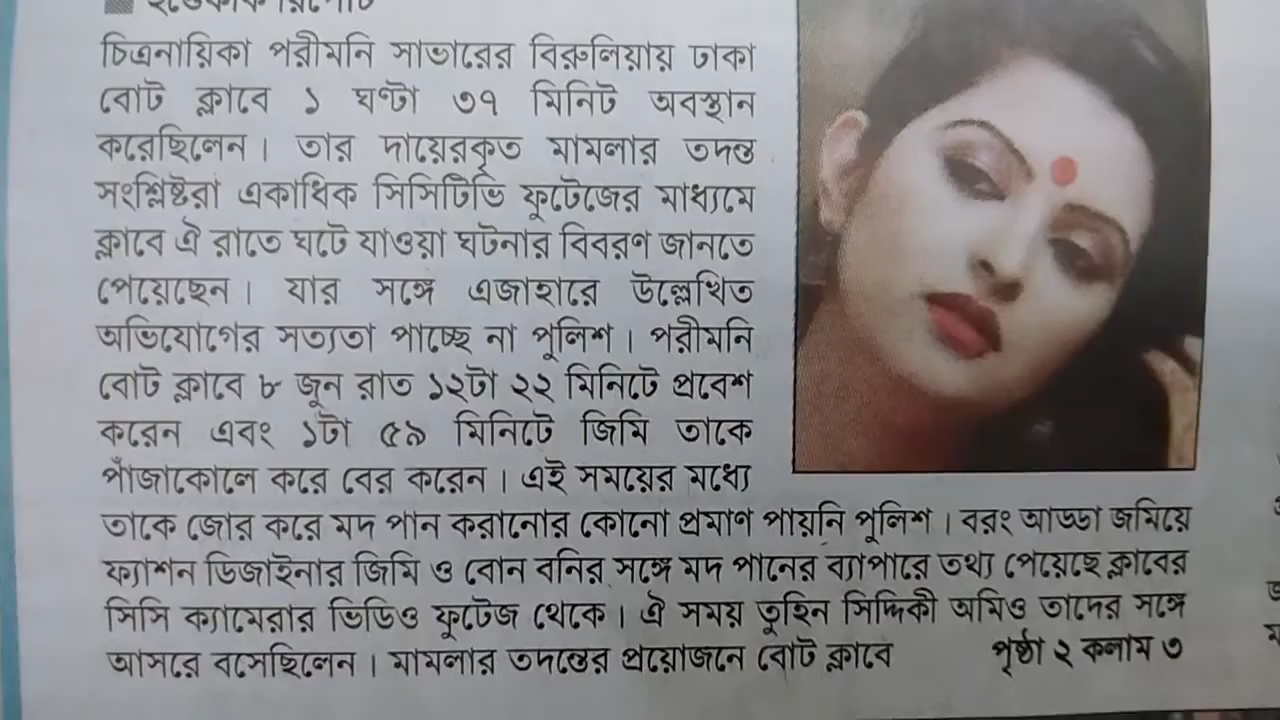 ইত্তেফাক রিপোর্ট
চিত্রনায়িকা পরীমনি সাভারের বিরুলিয়ায় ঢাকা
বোট ক্লাবে ১ ঘণ্টা ৩৭ মিনিট অবস্থান
করেছিলেন। তার দায়েরকৃত মামলার তদন্ত
সংশ্লিষ্টরা একাধিক সিসিটিভি ফুটেজের মাধ্যমে
ক্লাবে ঐ রাতে ঘটে যাওয়া ঘটনার বিবরণ জানতে
পেয়েছেন। যার সঙ্গে এজাহারে উল্লেখিত
অভিযোগের সত্যতা পাচ্ছে না পুলিশ। পরীমনি
বোট ক্লাবে ৮ জুন রাত ১২টা ২২ মিনিটে প্রবেশ
করেন এবং ১টা ৫৯ মিনিটে জিমি তাকে
পাঁজাকোলে করে বের করেন। এই সময়ের মধ্যে
তাকে জোর করে মদ পান করানোর কোনো প্রমাণ পায়নি পুলিশ। বরং আড্ডা জমিয়ে
ফ্যাশন ডিজাইনার জিমি ও বোন বনির সঙ্গে মদ পানের ব্যাপারে তথ্য পেয়েছে ক্লাবের
সিসি ক্যামেরার ভিডিও ফুটেজ থেকে। ঐ সময় তুহিন সিদ্দিকী অমিও তাদের সঙ্গে
আসরে বসেছিলেন। মামলার তদন্তের প্রয়োজনে বোট ক্লাবে পৃষ্ঠা ২ কলাম ৩